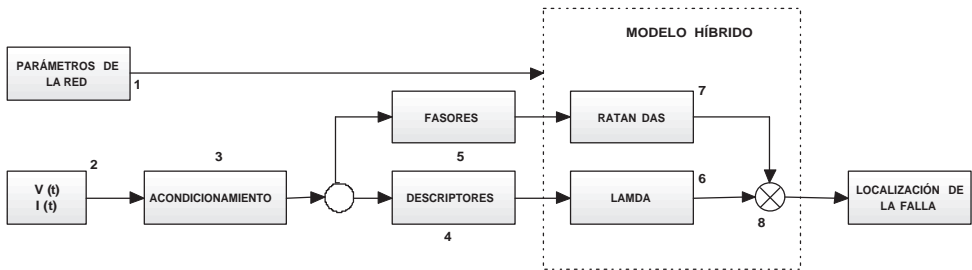 MODELO HÍBRIDO
PARÁMETROS DE
LA RED
1
7
FASORES
RATAN DAS
5
2
3
V (t)
I (t)
ACONDICIONAMIENTO
DESCRIPTORES
4
6
LAMDA
8
LOCALIZACIÓN DE
LA FALLA